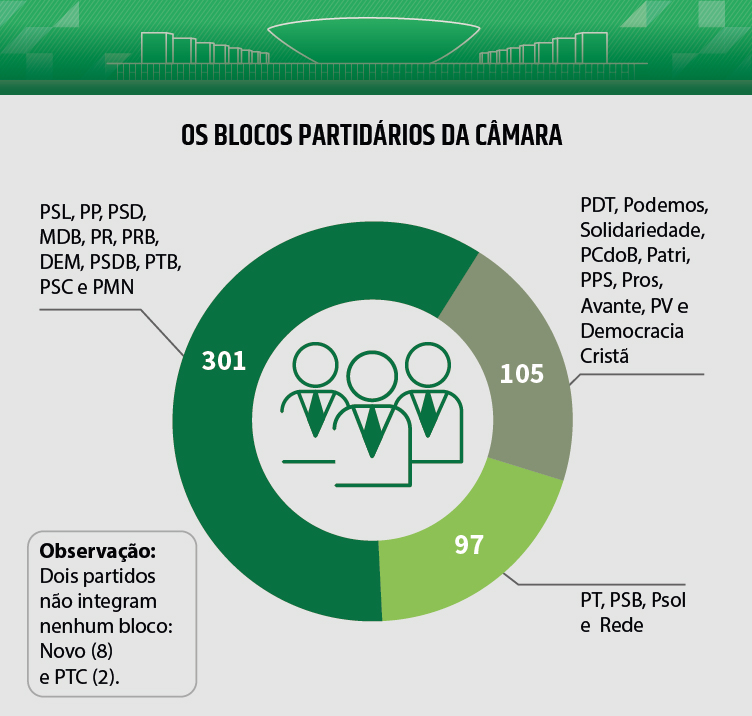 OS BLOCOS PARTIDÁRIOS DA CÂMARA
PSL, PP, PSD,
MDB, PR, PRB,
DEM, PSDB, PTB,
PSC e PMN
301
PDT, Podemos,
Solidariedade,
PCdoB, Patri,
PPS, Pros,
Avante, PV e
Democracia
Cristã
105
97
PT, PSB, Psol
e Rede
Observação:
Dois partidos
não integram
nenhum bloco:
Novo (8)
e PTC (2).